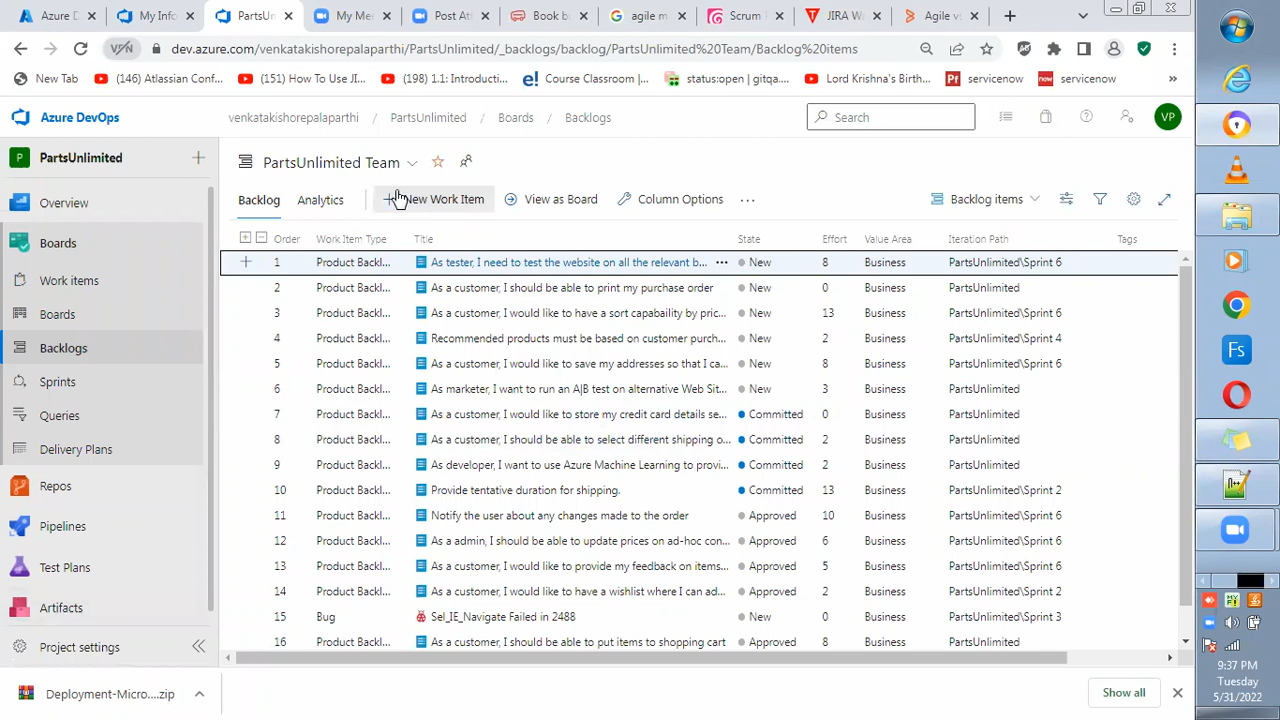 Azure D
My Info
PartsUn
My Mee
Post Att
Book b
agile m
Scrum P
JIRA W
Agile v
VPN
dev.azure.com/venkatakishorepalaparthi/PartsUnlimited/_backlogs/backlog/PartsUnlimited%20Team/Backlog%20items
New Tab
(146) Atlassian Conf...
(151) How To Use JI...
(198) 1.1: Introducti...
Course Classroom |...
status:open | gitqa....
Lord Krishna's Birth...
servicenow
servicenow
Azure DevOps
venkatakishorepalaparthi / PartsUnlimited / Boards / Backlogs
Search
VP
P PartsUnlimited
PartsUnlimited Team
Backlog
Analytics
New Work Item
View as Board
Column Options
Backlog items
Overview
Boards
Work items
Boards
Backlogs
Sprints
Queries
Delivery Plans
Repos
Pipelines
Test Plans
Artifacts
Project settings
Order Work Item Type Title State Effort Value Area Iteration Path Tags
1 Product Backl... As tester, I need to test the website on all the relevant b... New 8 Business PartsUnlimited\Sprint 6
2 Product Backl... As a customer, I should be able to print my purchase order New 0 Business PartsUnlimited
3 Product Backl... As a customer, I would like to have a sort capabaility by pric... New 13 Business PartsUnlimited\Sprint 6
4 Product Backl... Recommended products must be based on customer purch... New 2 Business PartsUnlimited\Sprint 4
5 Product Backl... As a customer, I would like to save my addresses so that I ca... New 8 Business PartsUnlimited\Sprint 6
6 Product Backl... As marketer, I want to run an A|B test on alternative Web Sit... New 3 Business PartsUnlimited
7 Product Backl... As a customer, I would like to store my credit card details se... Committed 0 Business PartsUnlimited
8 Product Backl... As a customer, I should be able to select different shipping o... Committed 2 Business PartsUnlimited
9 Product Backl... As developer, I want to use Azure Machine Learning to provi... Committed 2 Business PartsUnlimited
10 Product Backl... Provide tentative duration for shipping. Committed 13 Business PartsUnlimited\Sprint 2
11 Product Backl... Notify the user about any changes made to the order Approved 10 Business PartsUnlimited\Sprint 6
12 Product Backl... As a admin, I should be able to update prices on ad-hoc con... Approved 6 Business PartsUnlimited\Sprint 6
13 Product Backl... As a customer, I would like to provide my feedback on items... Approved 5 Business PartsUnlimited\Sprint 6
14 Product Backl... As a customer, I would like to have a wishlist where I can ad... Approved 2 Business PartsUnlimited\Sprint 2
15 Bug Sel_IE_Navigate Failed in 2488 New 0 Business PartsUnlimited\Sprint 3
16 Product Backl... As a customer, should be able to put items to shopping cart Approved 8 Business PartsUnlimited\Sprint 6
Deployment-Micro....zip
Show all
Fs
9:37 PM
Tuesday
5/31/2022